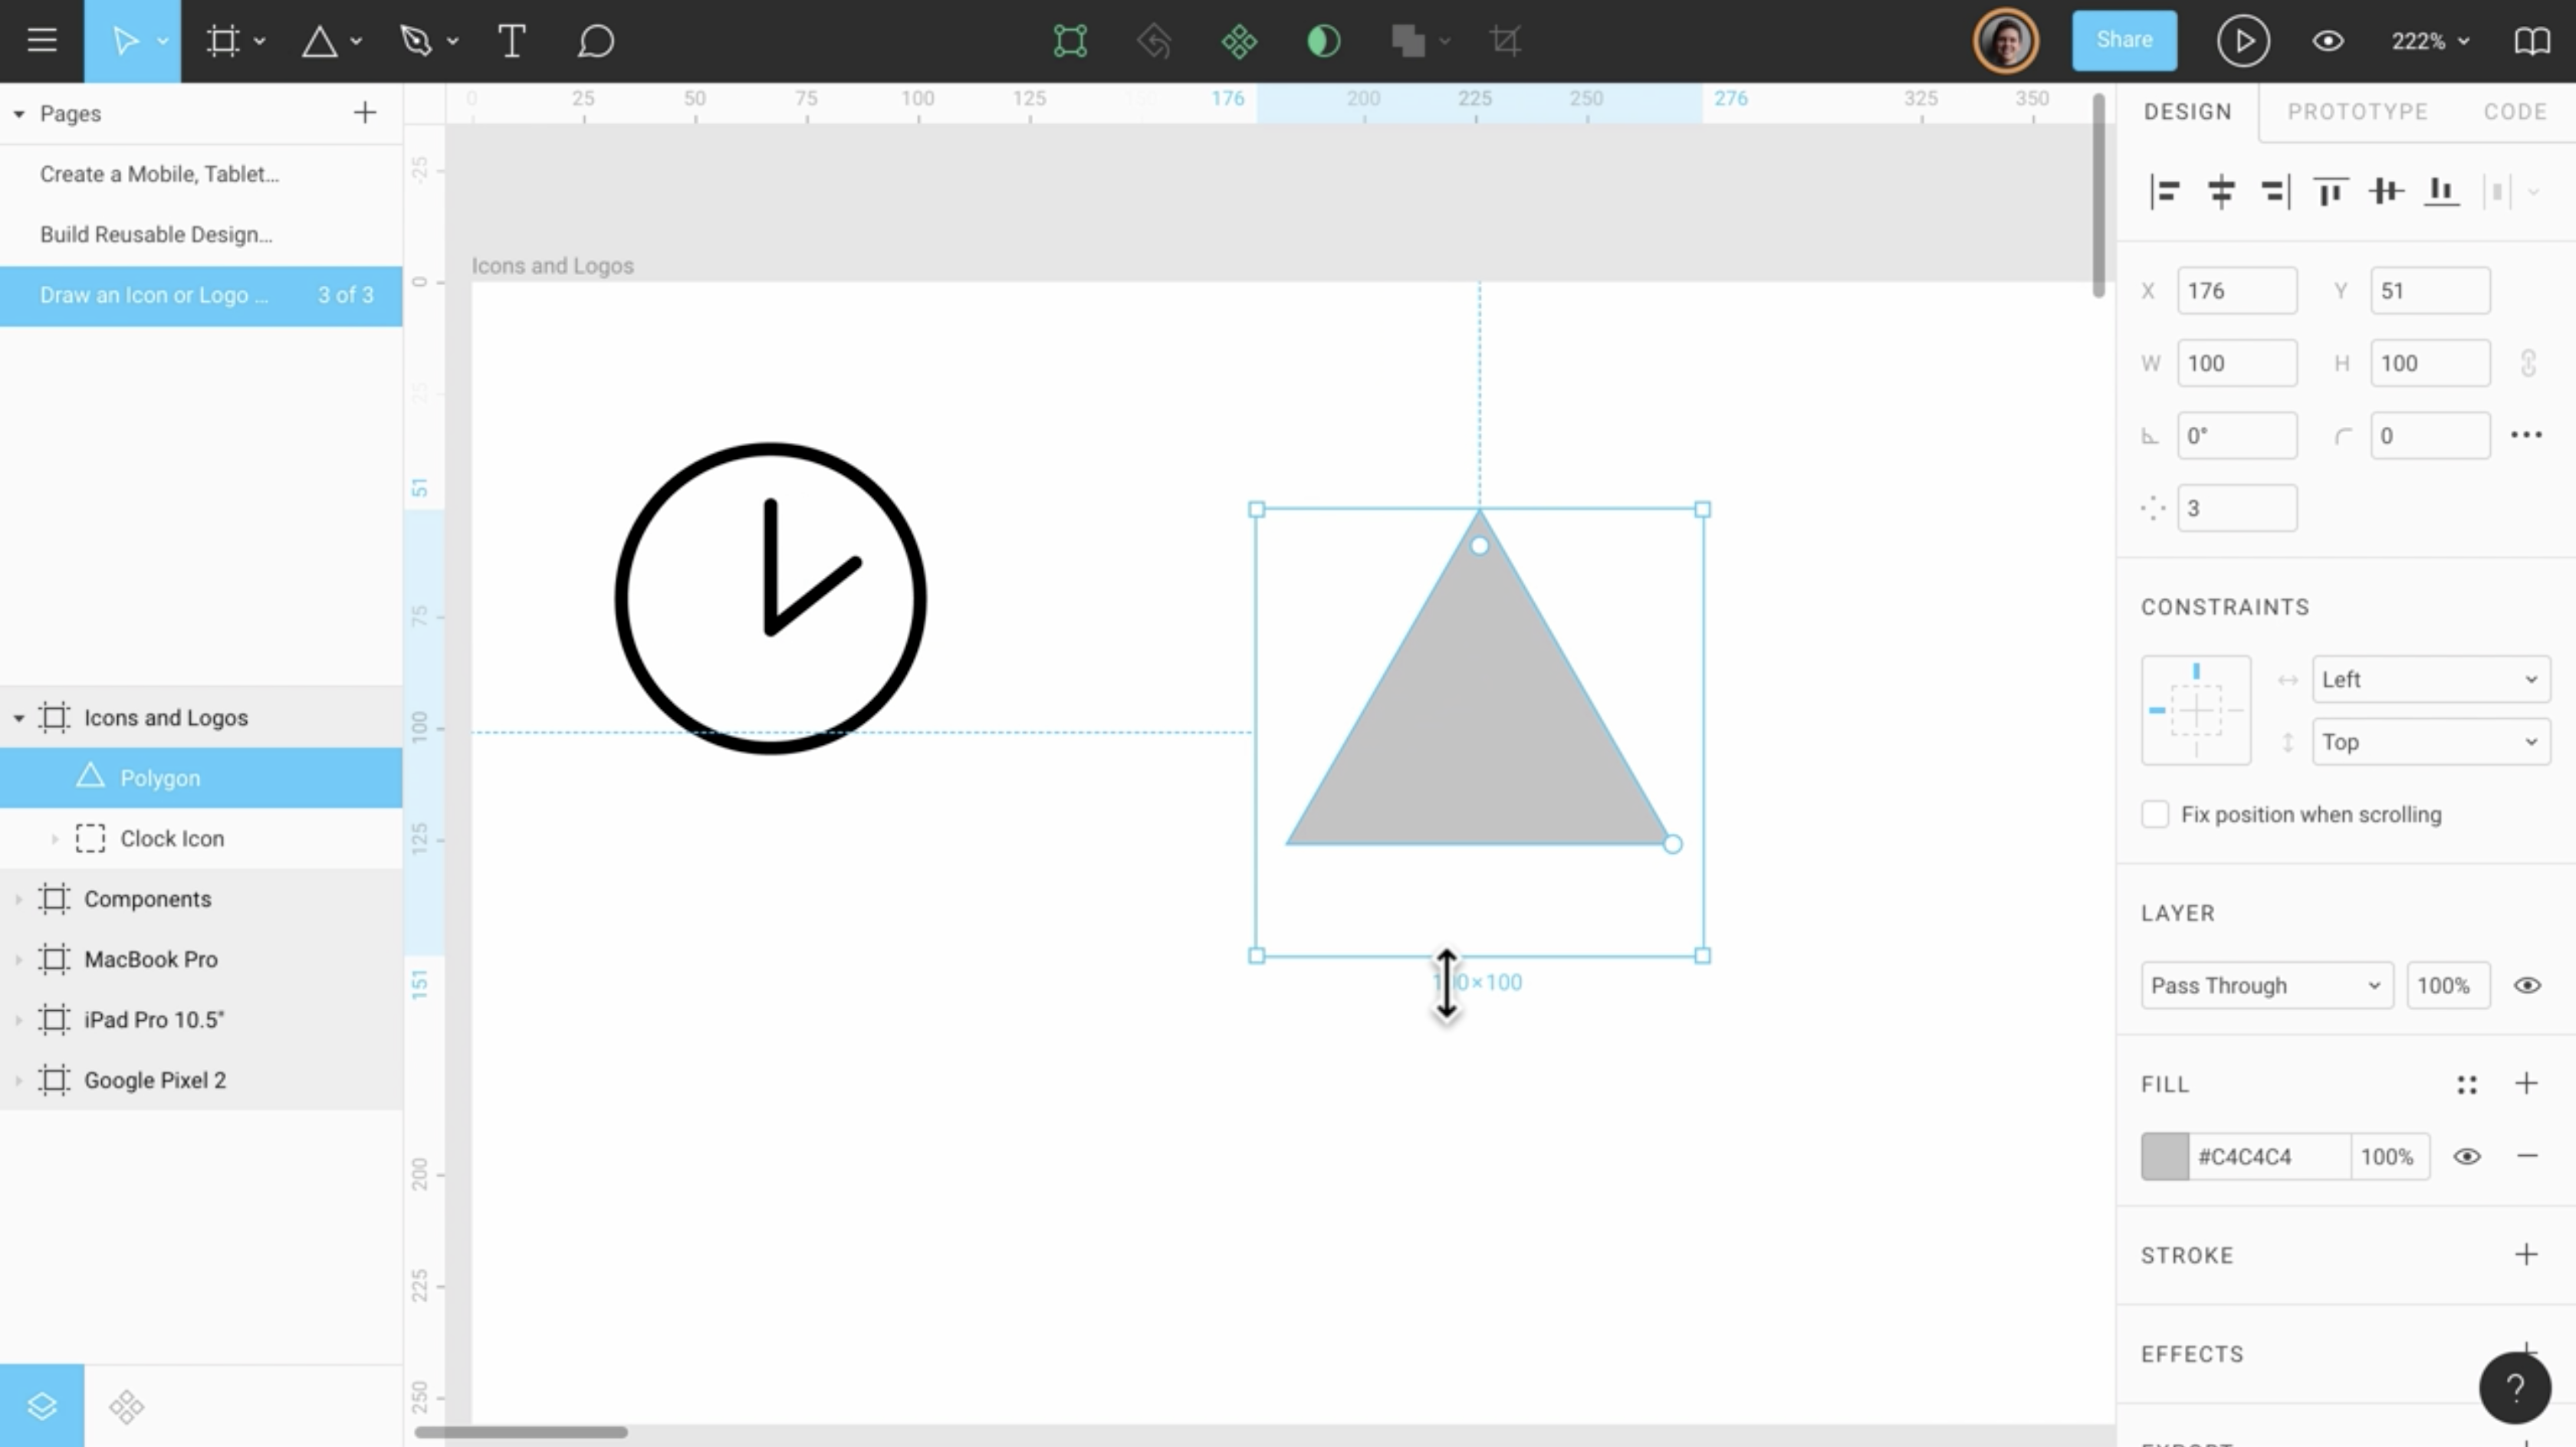 Share
222%
Pages
Create a Mobile, Tablet...
Build Reusable Design...
Draw an Icon or Logo ... 3 of 3
Icons and Logos
Polygon
Clock Icon
Components
MacBook Pro
iPad Pro 10.5"
Google Pixel 2
0 25 50 75 100 125 176 200 225 250 276 325 350
-25
0
25
51
75
100
125
151
200
225
250
Icons and Logos
×100
DESIGN PROTOTYPE CODE
X 176 Y 51
W 100 H 100
0° 0
3
CONSTRAINTS
Left
Top
Fix position when scrolling
LAYER
Pass Through 100%
FILL
#C4C4C4 100%
STROKE
EFFECTS
?